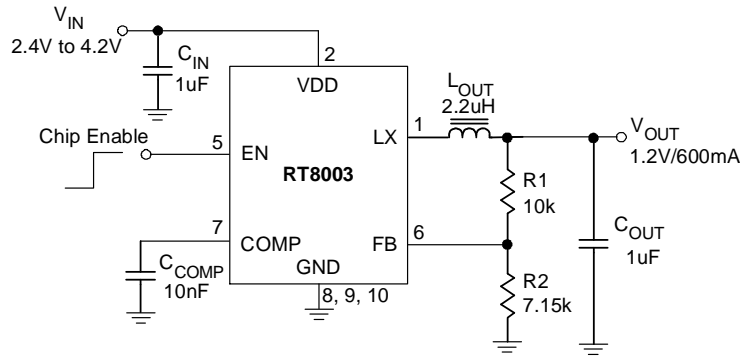 VIN
2.4V to 4.2V
CIN
1uF
2
VDD
LOUT
2.2uH
Chip Enable
5
EN
LX
1
VOUT
1.2V/600mA
RT8003
R1
10k
7
COMP
FB
6
COUT
1uF
CCOMP
10nF
GND
8, 9, 10
R2
7.15k